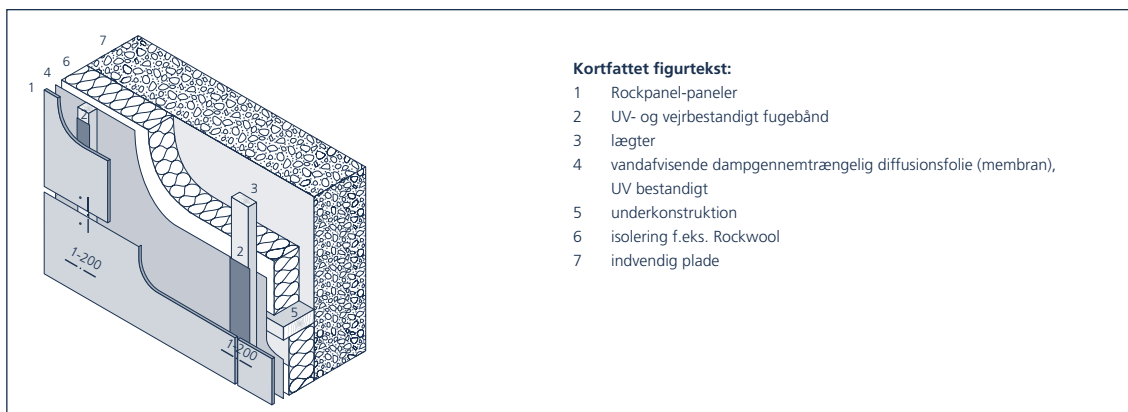 7
6
4
1
2
3
2
1-200
5
1-200
Kortfattet figurtekst:
1 Rockpanel-paneler
2 UV- og vejrbestandigt fugebånd
3 lægter
4 vandafvisende dampgennemtrængelig diffusionsfolie (membran),
UV bestandigt
5 underkonstruktion
6 isolering f.eks. Rockwool
7 indvendig plade